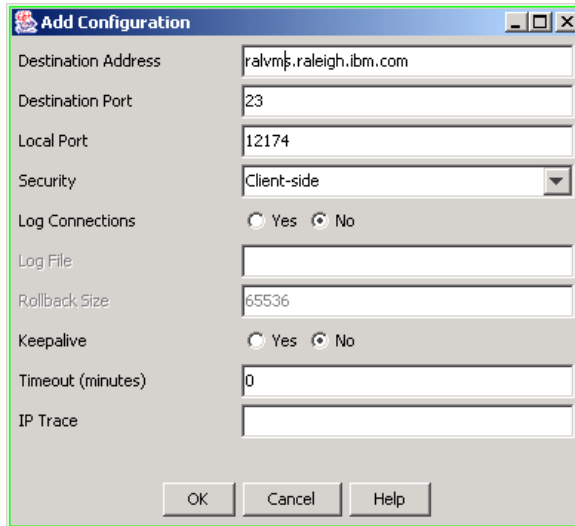 Add Configuration
Destination Address ralvms.raleigh.ibm.com
Destination Port 23
Local Port 12174
Security Client-side
Log Connections Yes No
Log File
Rollback Size 65536
Keepalive Yes No
Timeout (minutes) 0
IP Trace
OK Cancel Help